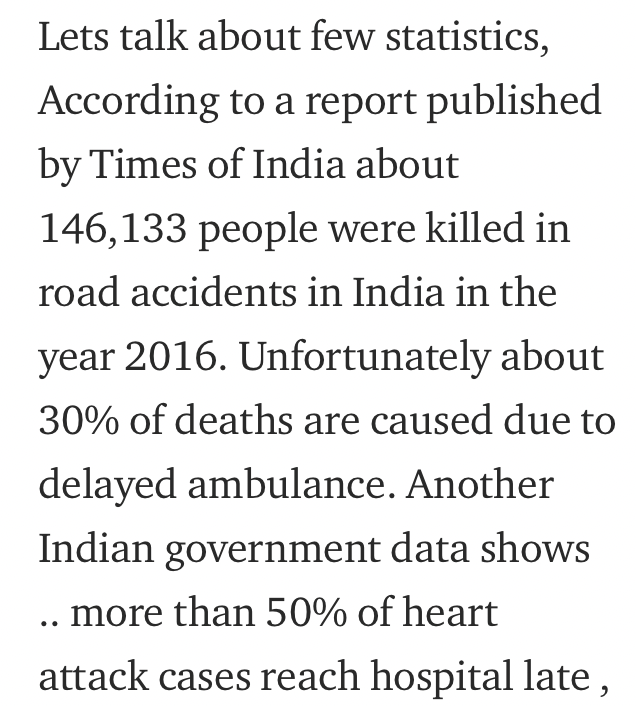 Lets talk about few statistics,
According to a report published
by Times of India about
146,133 people were killed in
road accidents in India in the
year 2016. Unfortunately about
30% of deaths are caused due to
delayed ambulance. Another
Indian government data shows
.. more than 50% of heart
attack cases reach hospital late ,